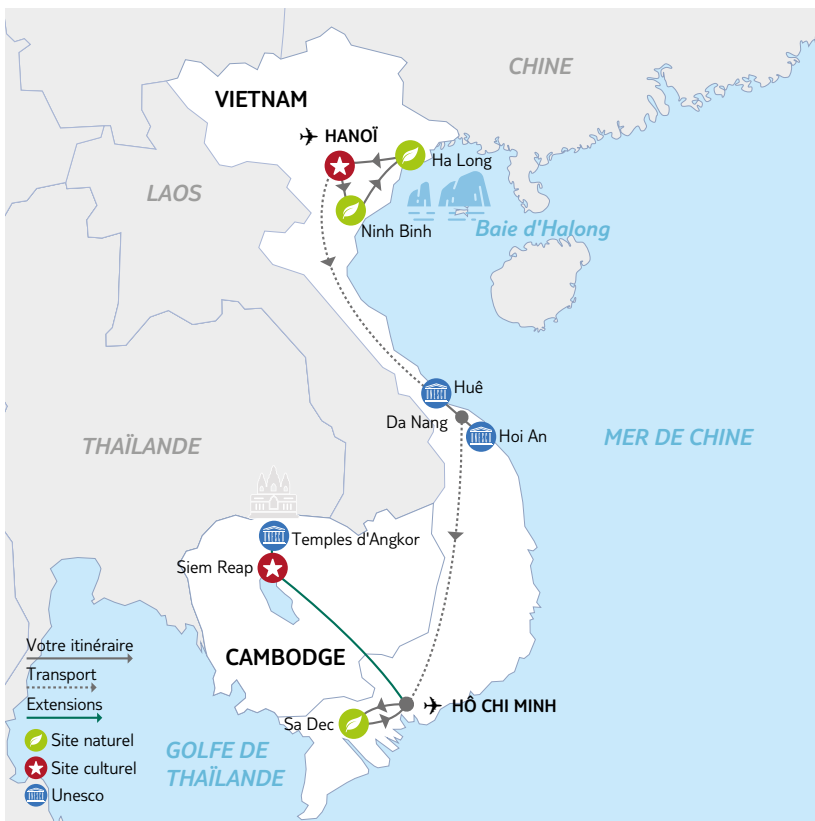 CHINE
VIETNAM
HANOÏ
Ha Long
LAOS
Ninh Binh
Baie d'Halong
Huê
Da Nang
Hoi An
MER DE CHINE
THAÏLANDE
Temples d'Angkor
Siem Reap
CAMBODGE
HÔ CHI MINH
Sa Dec
GOLFE DE
THAÏLANDE
Votre itinéraire
Transport
Extensions
Site naturel
Site culturel
Unesco